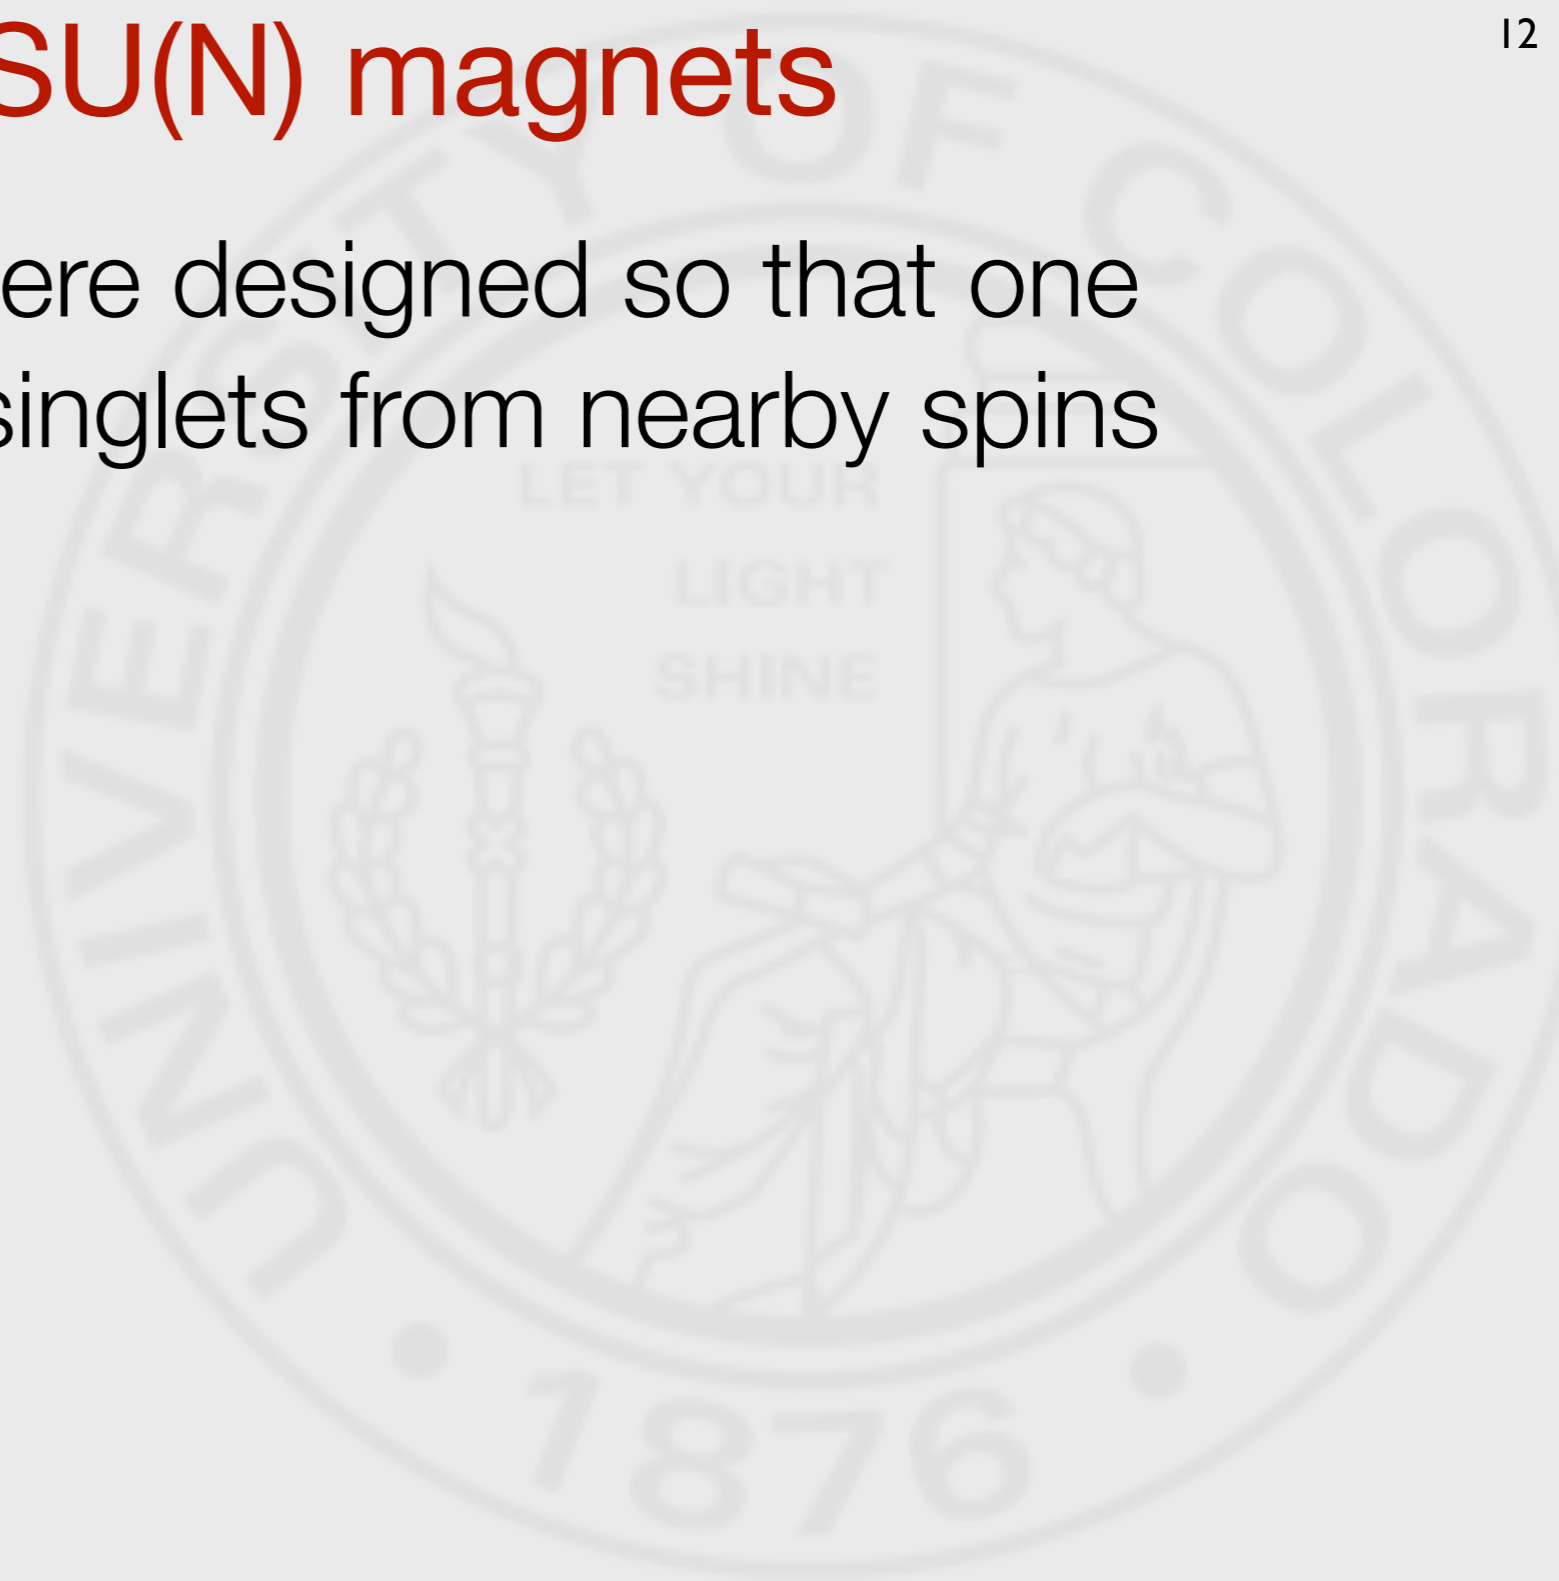 SU(N) magnets
12
ere designed so that one
singlets from nearby spins
UNIVERSITY OF COLORADO
LET YOUR
LIGHT
SHINE
1876